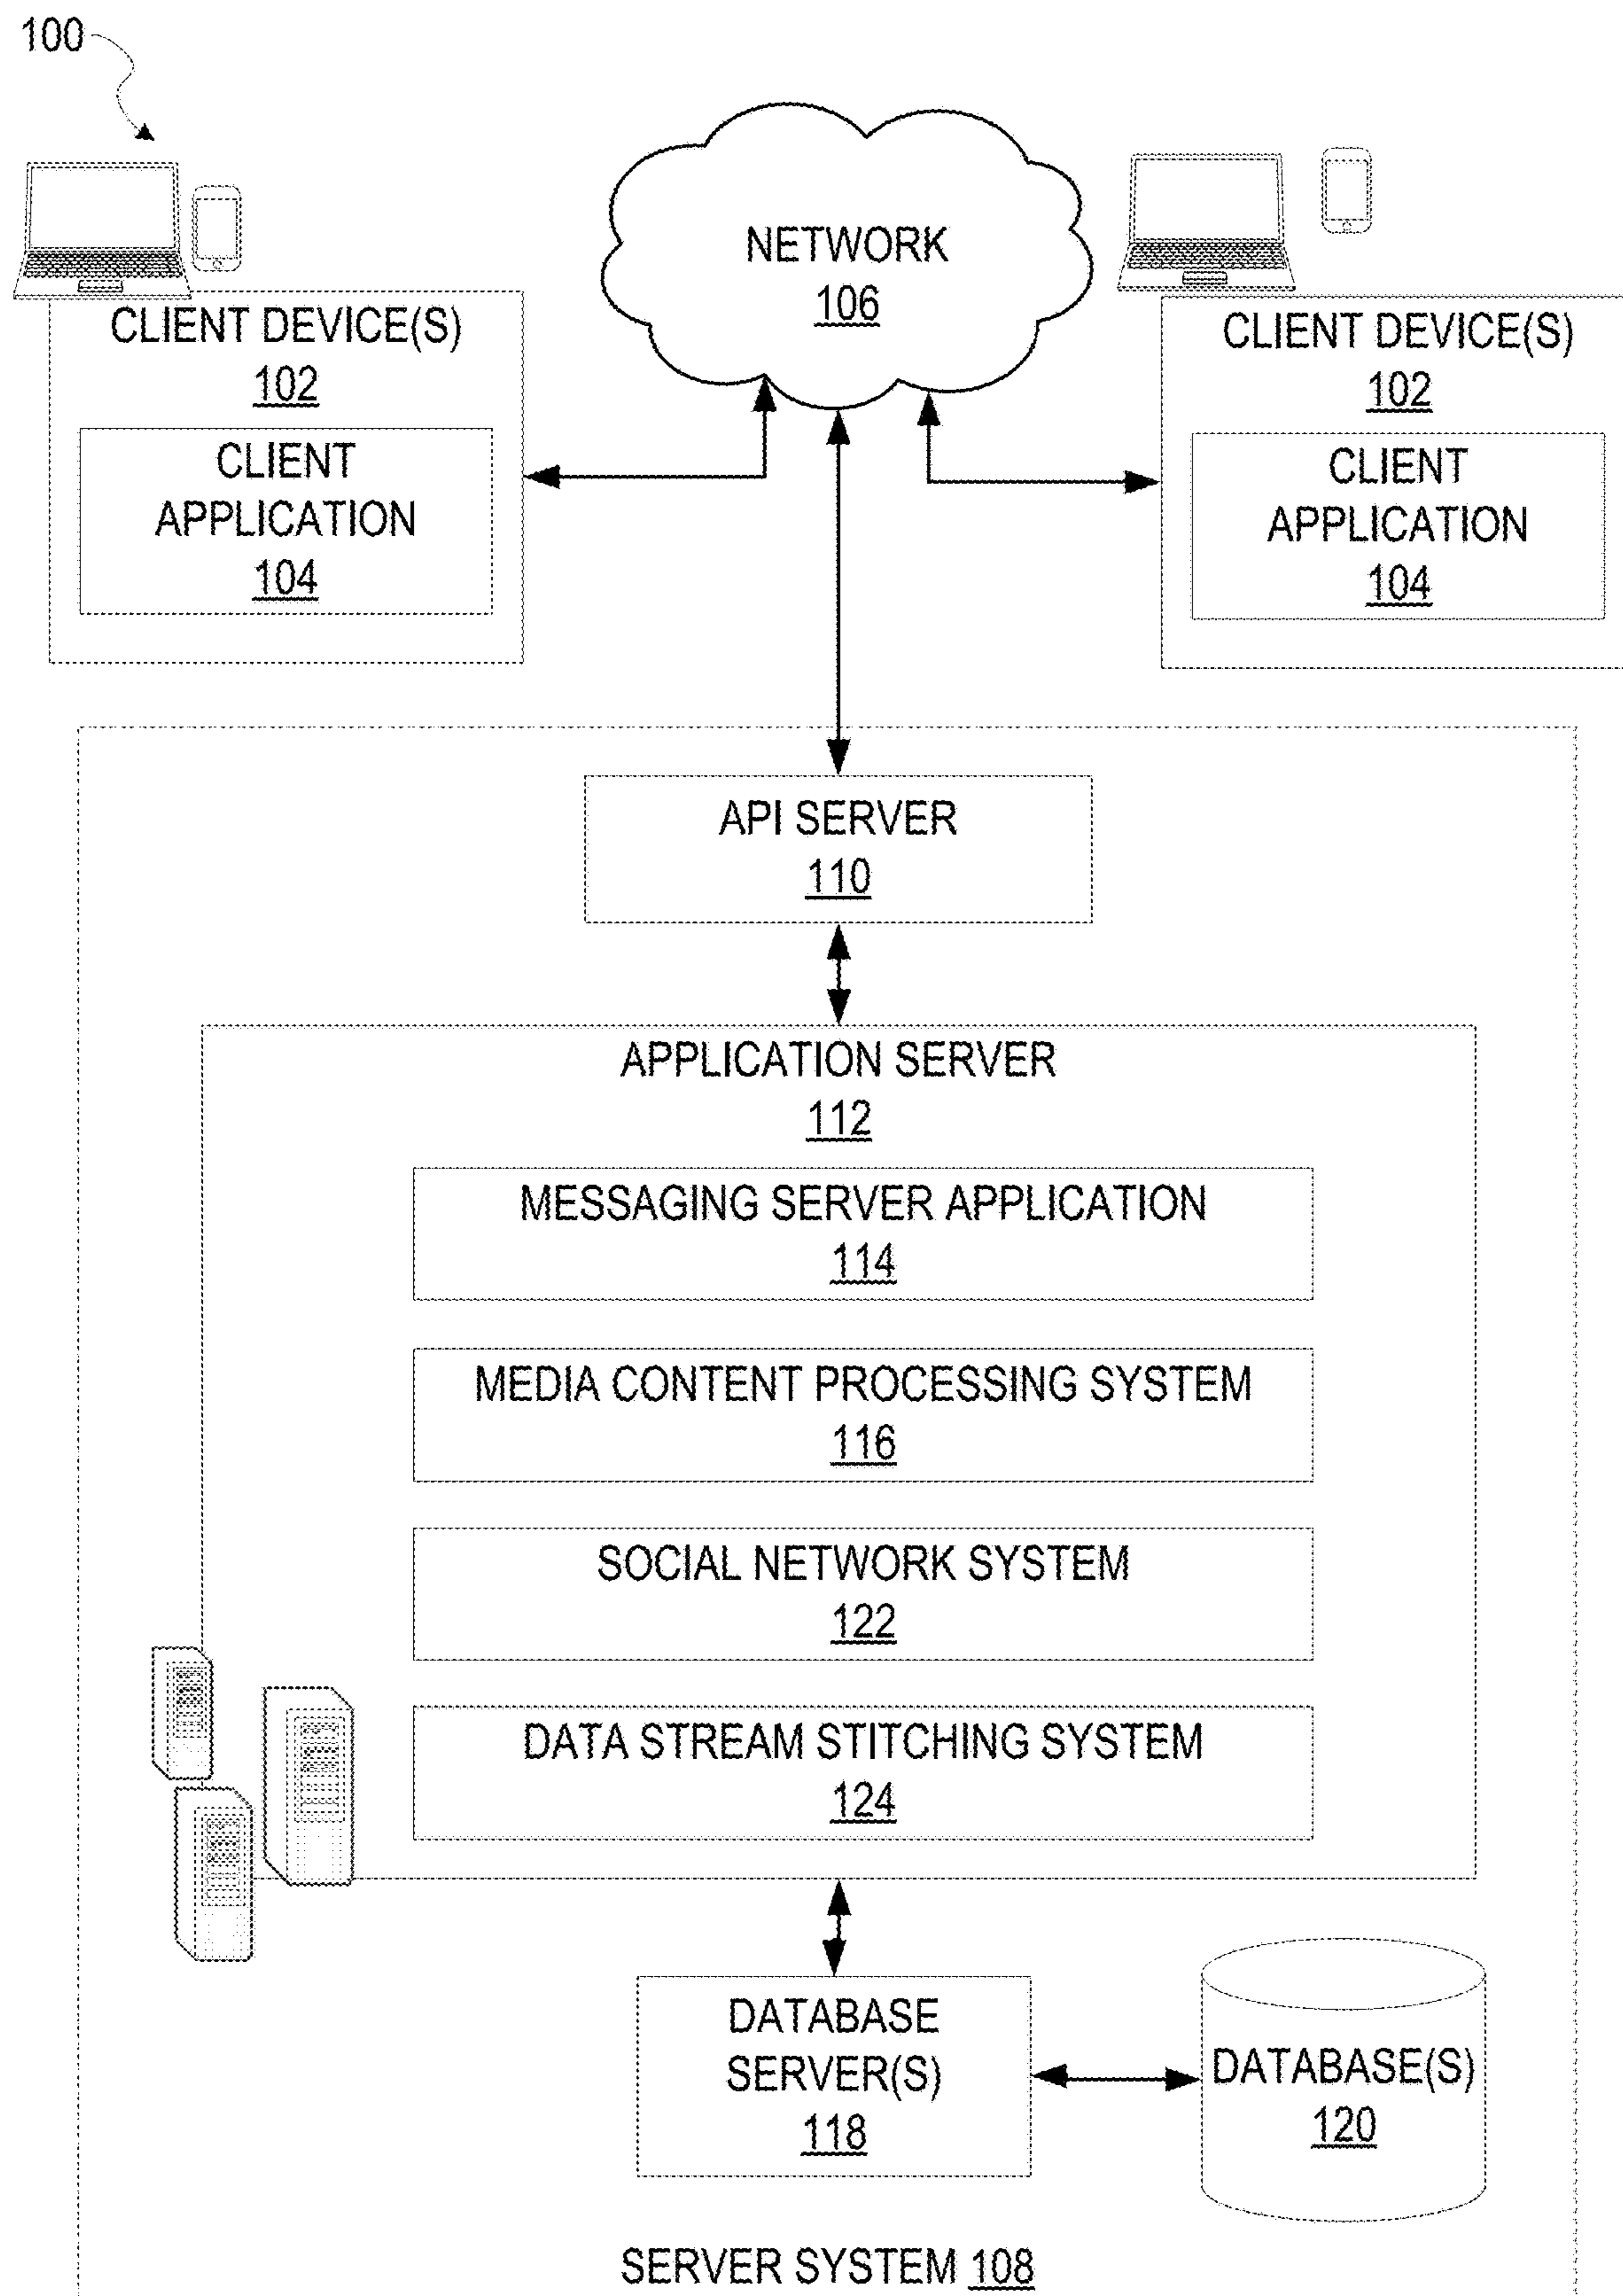 100
NETWORK
106
CLIENT DEVICE(S)
102
CLIENT
APPLICATION
104
CLIENT DEVICE(S)
102
CLIENT
APPLICATION
104
API SERVER
110
APPLICATION SERVER
112
MESSAGING SERVER APPLICATION
114
MEDIA CONTENT PROCESSING SYSTEM
116
SOCIAL NETWORK SYSTEM
122
DATA STREAM STITCHING SYSTEM
124
DATABASE
SERVER(S)
118
DATABASE(S)
120
SERVER SYSTEM 108